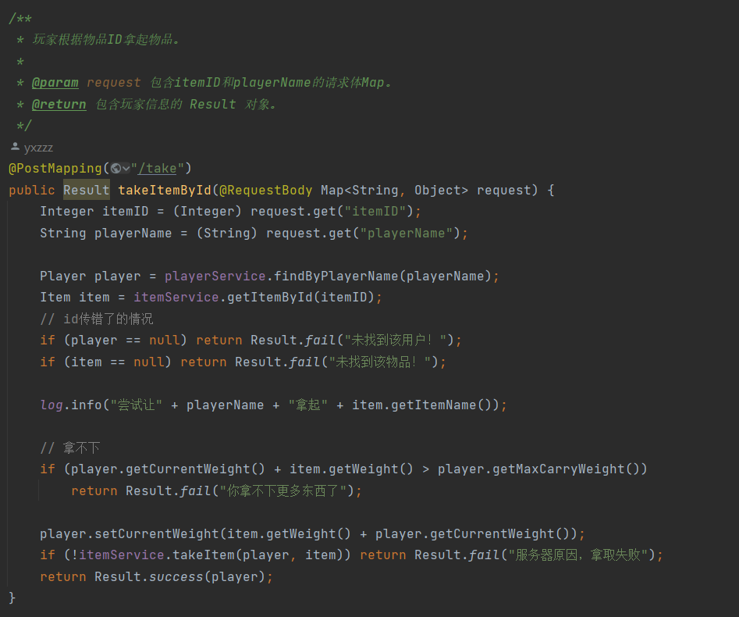 /**
 * 玩家根据物品ID拿起物品。
 *
 * @param request 包含itemID和playerName的请求体Map。
 * @return 包含玩家信息的 Result 对象。
 */
yxzzz
@PostMapping("/take")
public Result takeItemById(@RequestBody Map<String, Object> request) {
    Integer itemID = (Integer) request.get("itemID");
    String playerName = (String) request.get("playerName");

    Player player = playerService.findByPlayerName(playerName);
    Item item = itemService.getItemById(itemID);
    // id传错了的情况
    if (player == null) return Result.fail("未找到该用户！");
    if (item == null) return Result.fail("未找到该物品！");

    log.info("尝试让" + playerName + "拿起" + item.getItemName());

    // 拿不下
    if (player.getCurrentWeight() + item.getWeight() > player.getMaxCarryWeight())
        return Result.fail("你拿不下更多东西了");

    player.setCurrentWeight(item.getWeight() + player.getCurrentWeight());
    if (!itemService.takeItem(player, item)) return Result.fail("服务器原因，拿取失败");
    return Result.success(player);
}